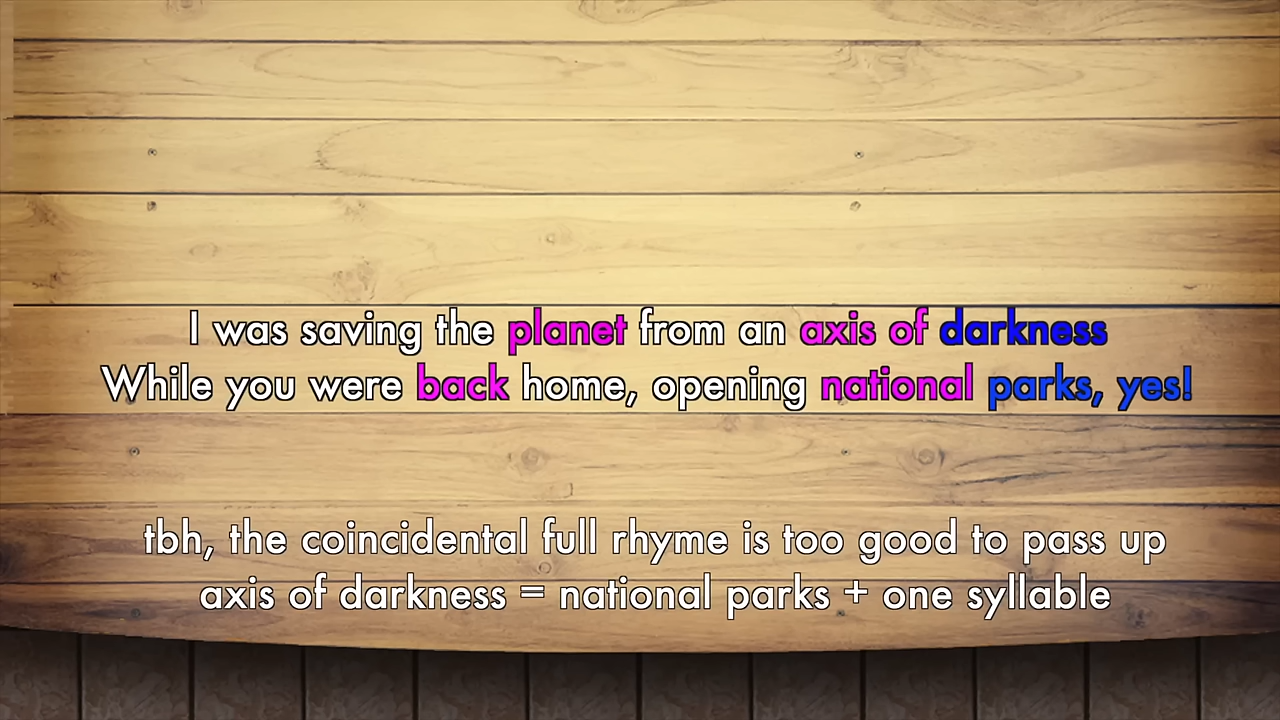 I was saving the planet from an axis of darkness
While you were back home, opening national parks, yes!
tbh, the coincidental full rhyme is too good to pass up
axis of darkness = national parks + one syllable